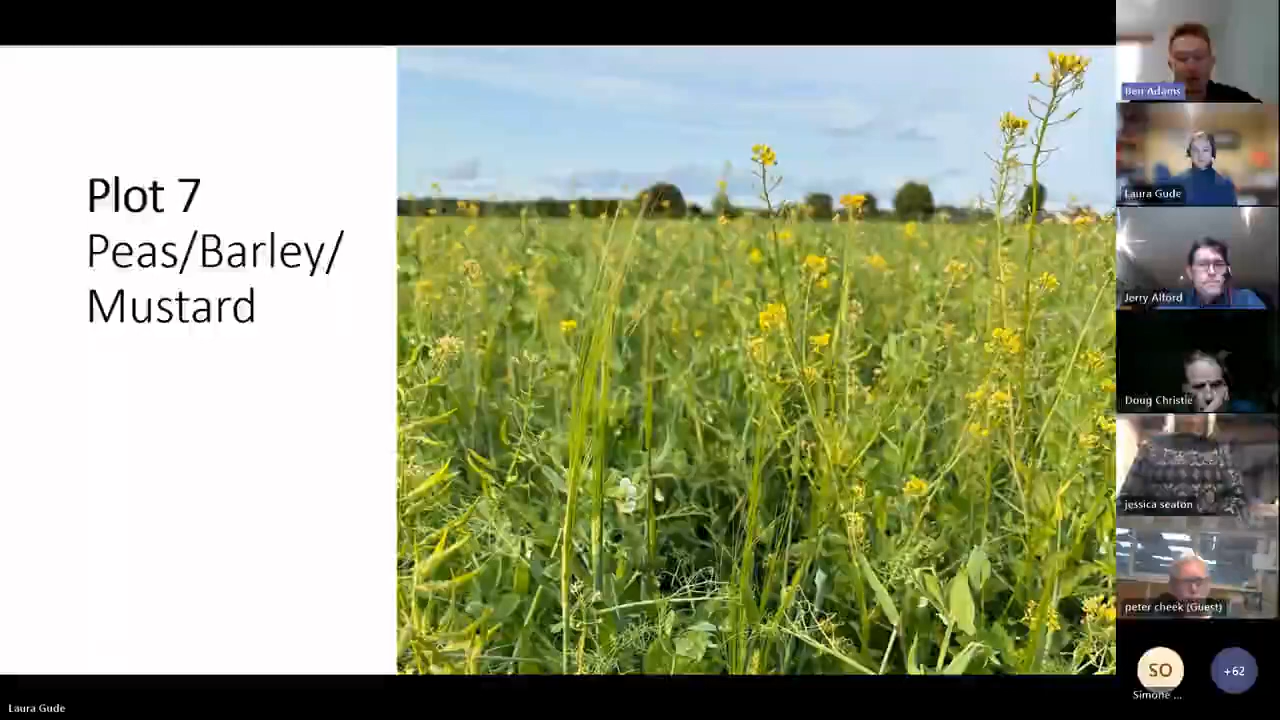 Plot 7
Peas/Barley/
Mustard
Ben Adams
Laura Gude
Jerry Alford
Doug Christie
jessica seaton
peter cheek (Guest)
SO
+62
Simone ...
Laura Gude